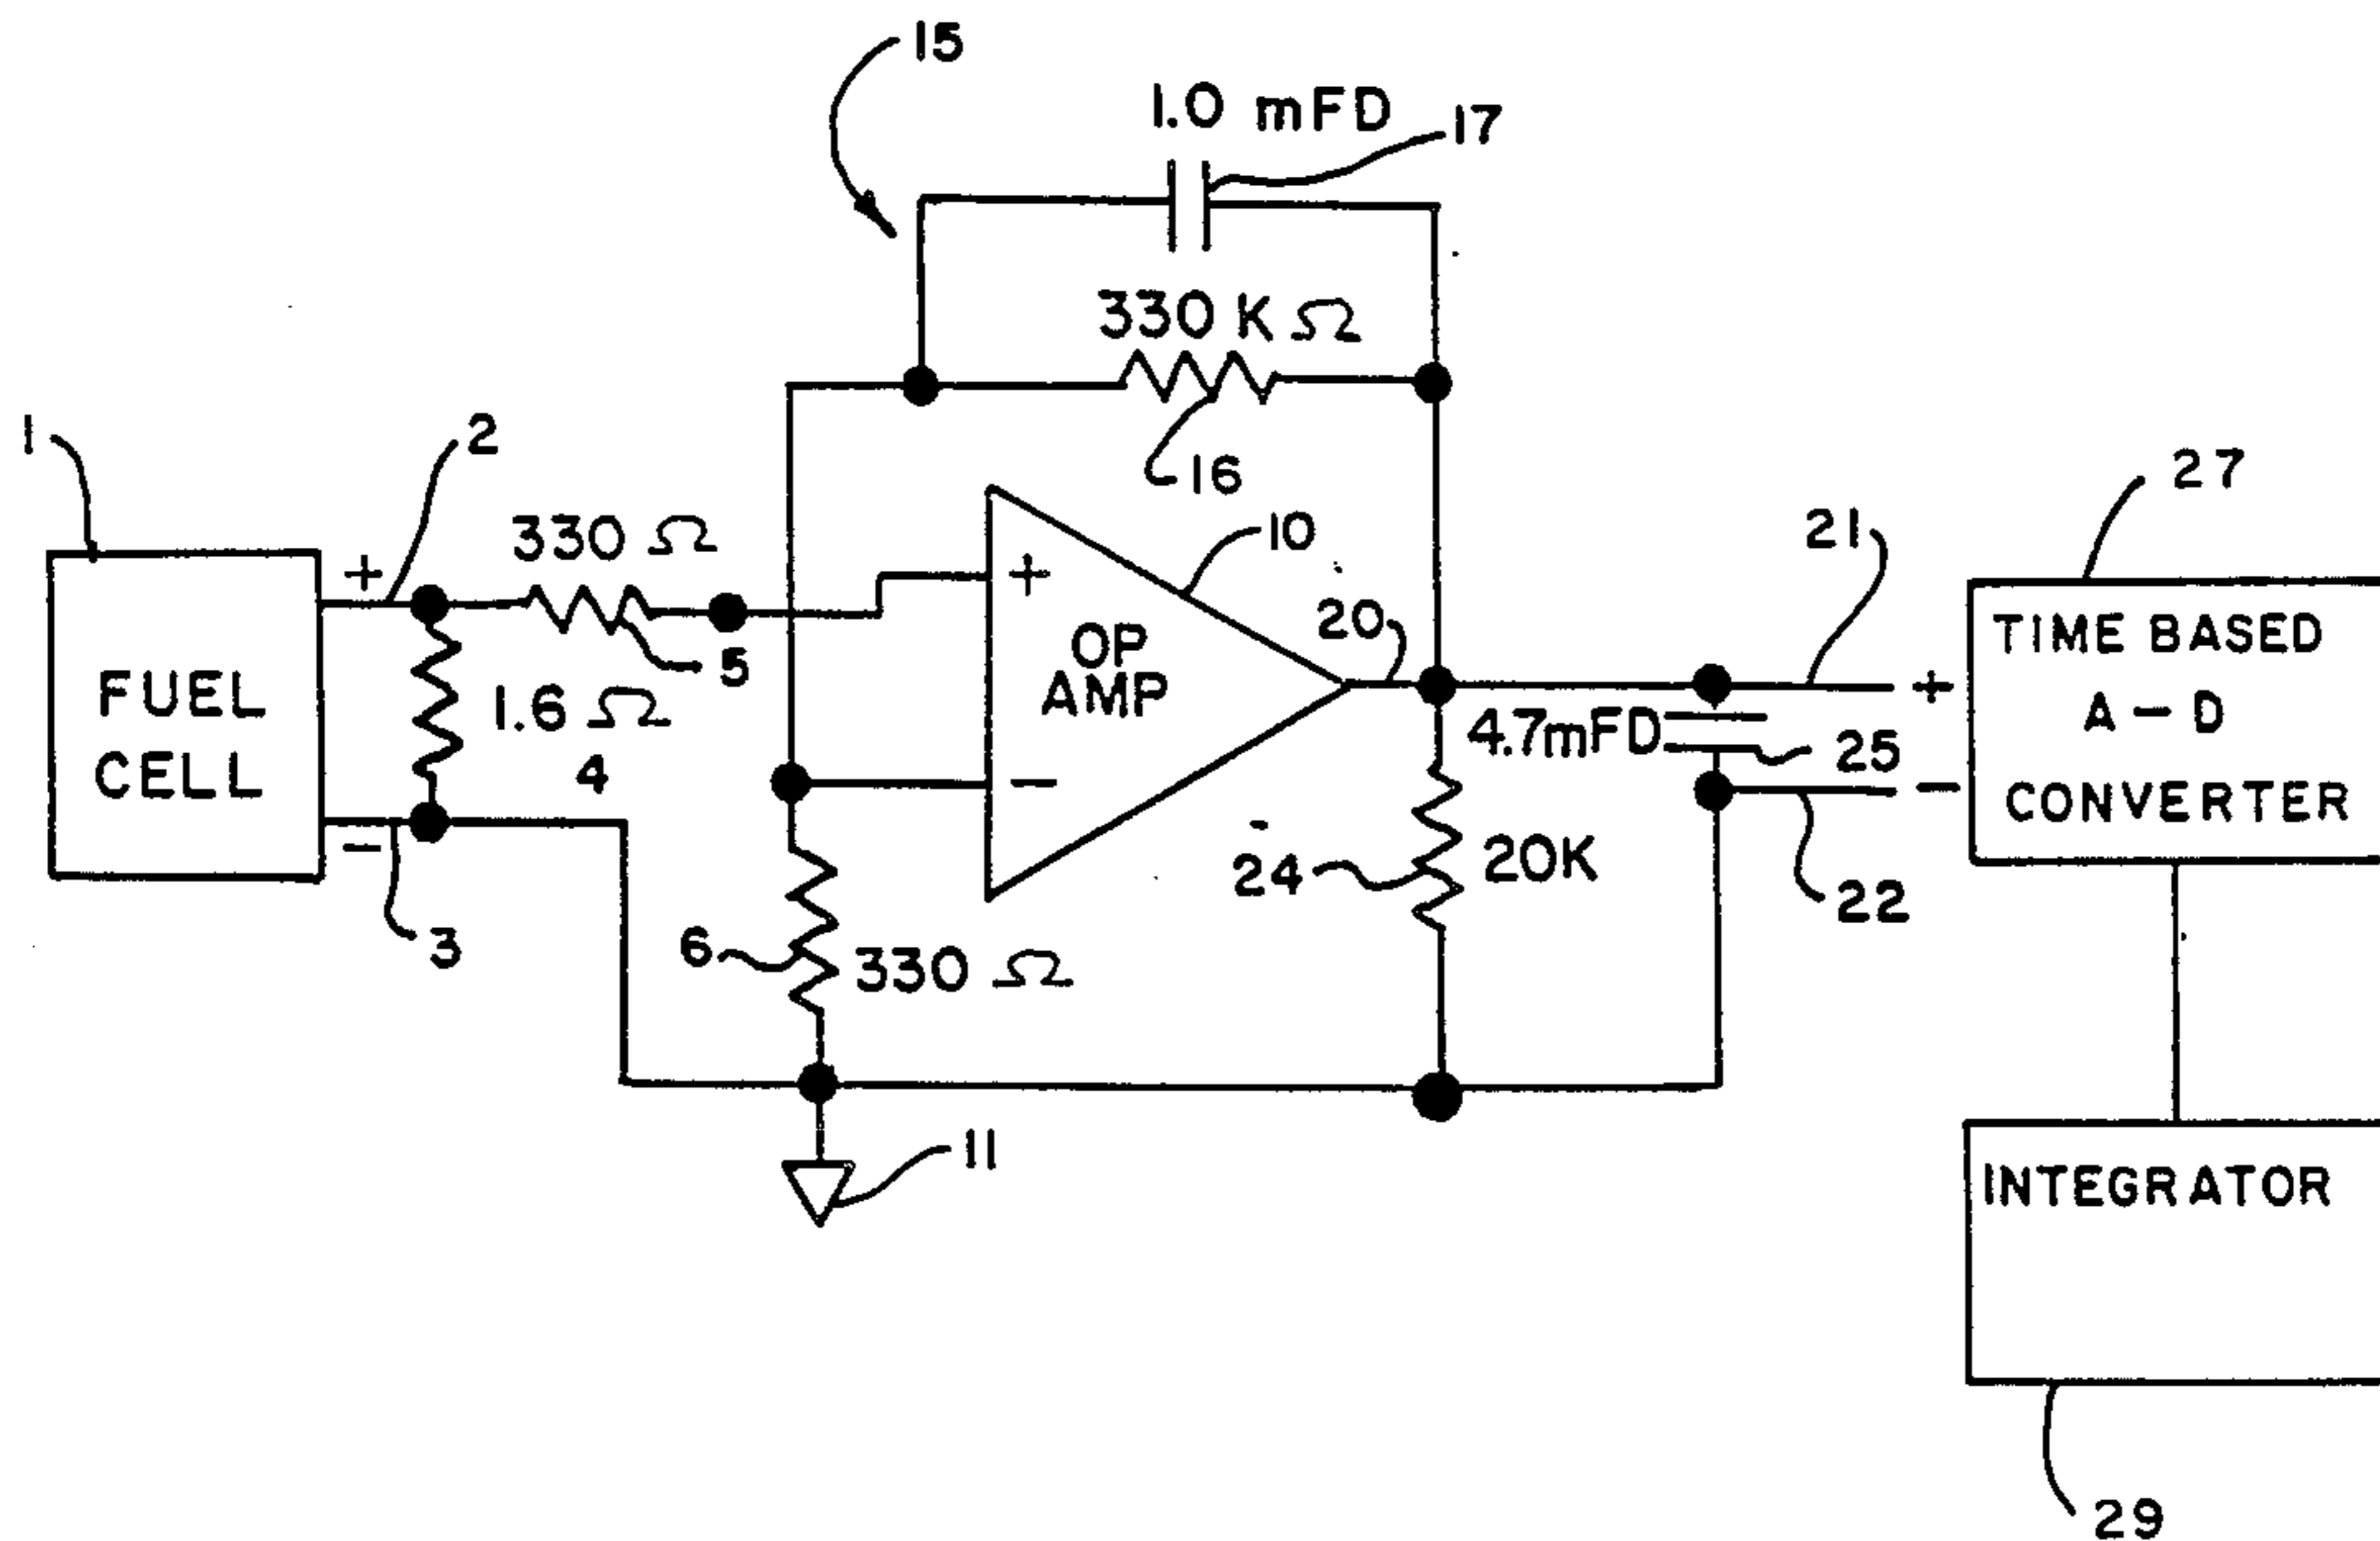 15
1.0 mFD
17
330 K Ω
16
1
2
+
330 Ω
5
FUEL
CELL
1.6 Ω
4
−
3
10
+
OP
AMP
−
20
21
27
+
−
TIME BASED
A – D
CONVERTER
4.7mFD
25
22
24
20K
6
330 Ω
11
INTEGRATOR
29